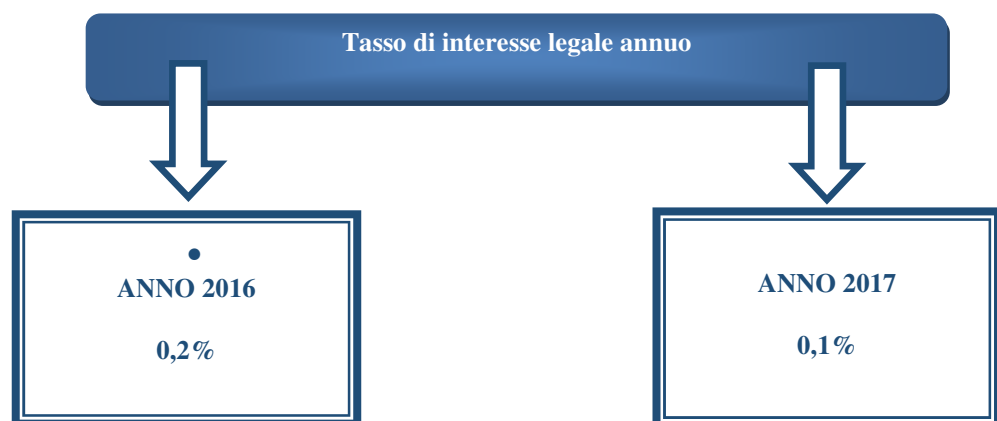 Tasso di interesse legale annuo
•
ANNO 2016
0,2%
ANNO 2017
0,1%